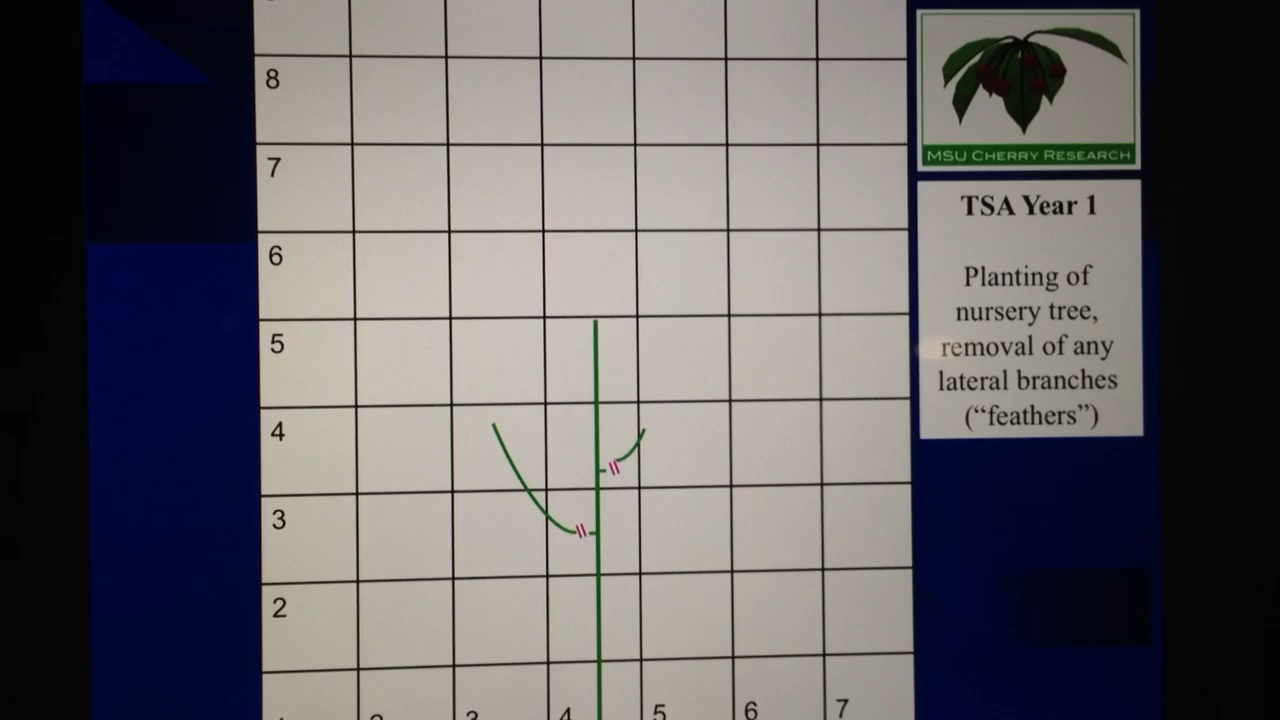 8
7
6
5
4
3
2
4 5 6 7
MSU CHERRY RESEARCH
TSA Year 1
Planting of
nursery tree,
removal of any
lateral branches
(“feathers”)